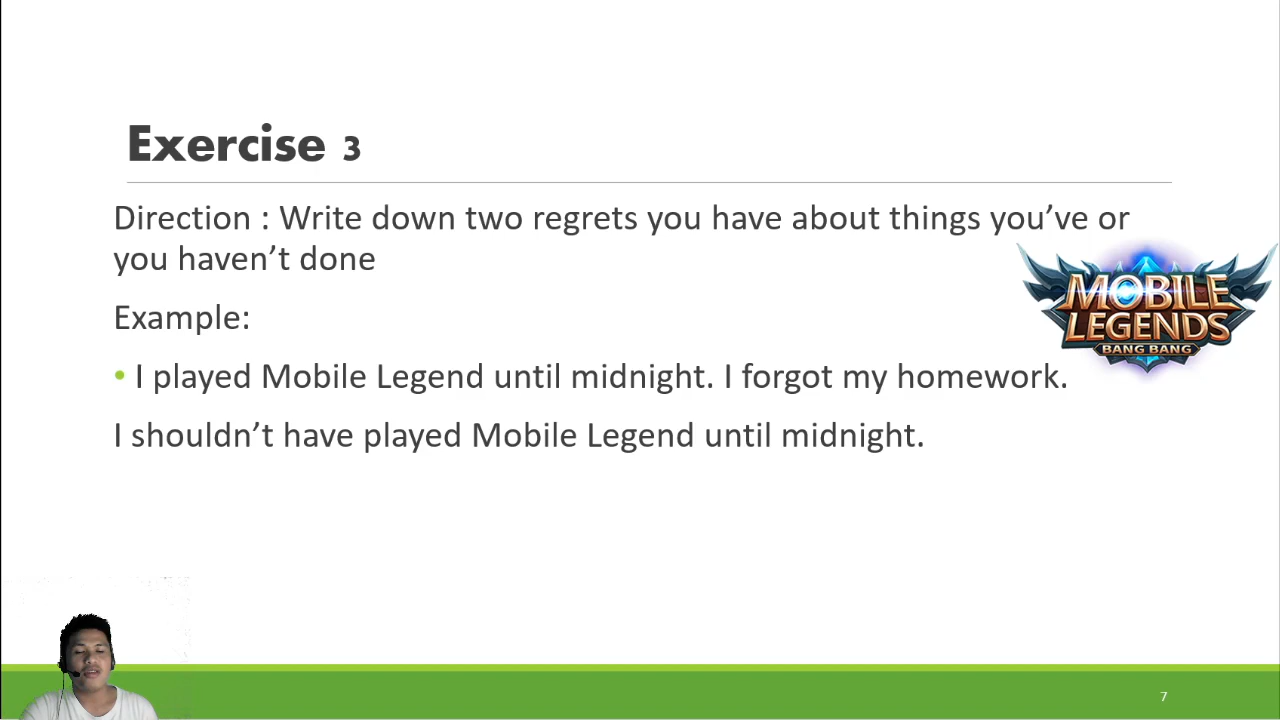 Exercise 3
Direction : Write down two regrets you have about things you’ve or
you haven’t done
MOBILE
LEGENDS
BANG BANG
Example:
• I played Mobile Legend until midnight. I forgot my homework.
I shouldn’t have played Mobile Legend until midnight.
7